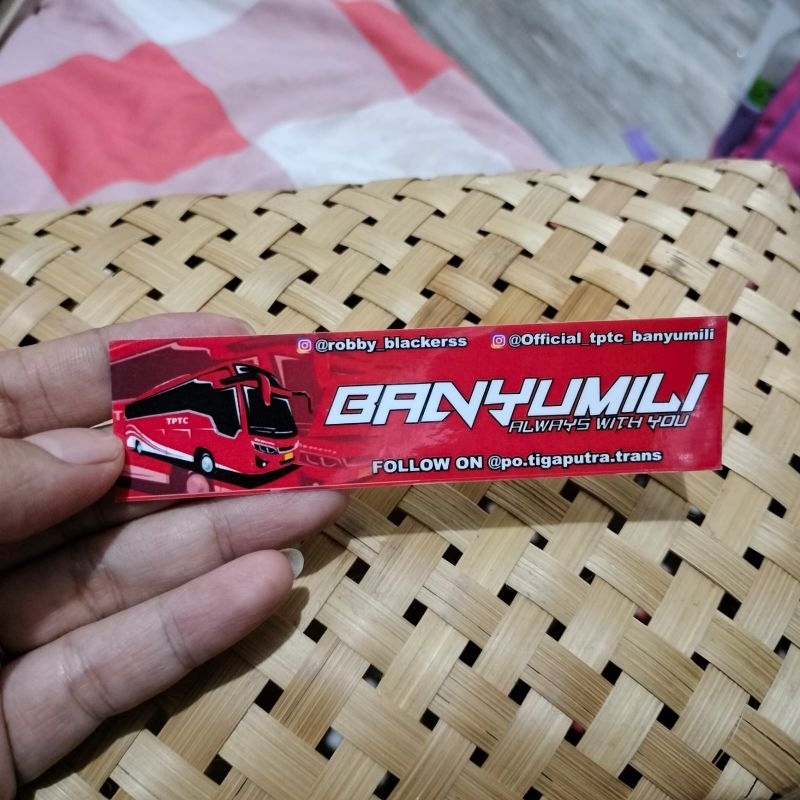 @robby_blackerss @Official_tptc_banyumili
BANYUMILI
ALWAYS WITH YOU
TPTC
FOLLOW ON @po.tigaputra.trans